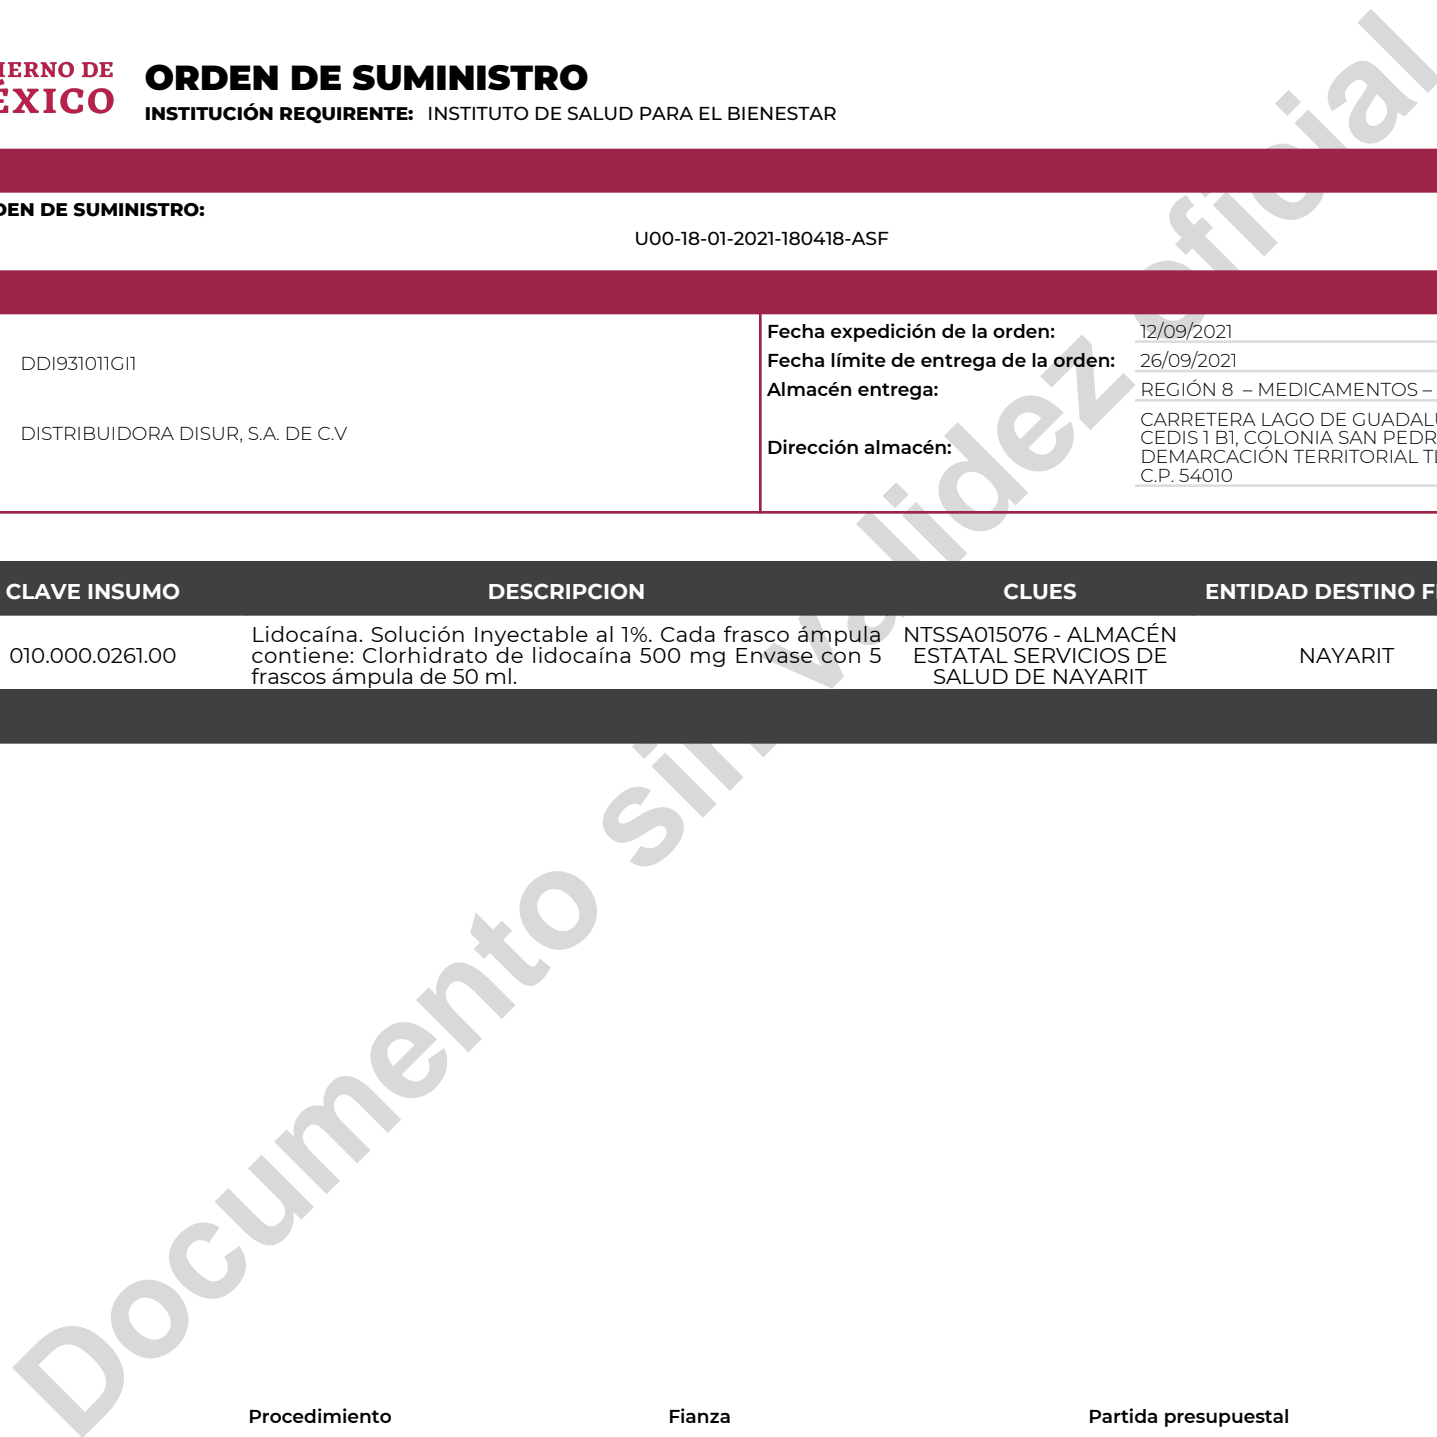 IERNO DE
ÉXICO
ORDEN DE SUMINISTRO
INSTITUCIÓN REQUIRENTE: INSTITUTO DE SALUD PARA EL BIENESTAR
DEN DE SUMINISTRO:
U00-18-01-2021-180418-ASF
DDI931011GI1
DISTRIBUIDORA DISUR, S.A. DE C.V
Fecha expedición de la orden: 12/09/2021
Fecha límite de entrega de la orden: 26/09/2021
Almacén entrega: REGIÓN 8 – MEDICAMENTOS –
Dirección almacén:
CARRETERA LAGO DE GUADALU
CEDIS 1 B1, COLONIA SAN PEDR
DEMARCACIÓN TERRITORIAL TL
C.P. 54010
CLAVE INSUMO DESCRIPCION CLUES ENTIDAD DESTINO FI
010.000.0261.00
Lidocaína. Solución Inyectable al 1%. Cada frasco ámpula
contiene: Clorhidrato de lidocaína 500 mg Envase con 5
frascos ámpula de 50 ml.
NTSSA015076 - ALMACÉN
ESTATAL SERVICIOS DE
SALUD DE NAYARIT
NAYARIT
Documento sin validez oficial
Procedimiento Fianza Partida presupuestal